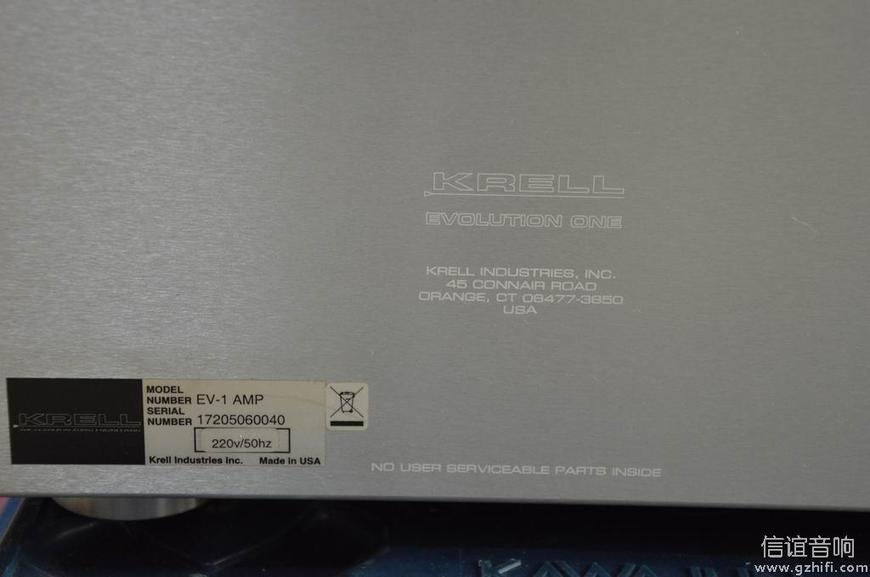 KRELL
EVOLUTION ONE
KRELL INDUSTRIES, INC.
45 CONNAIR ROAD
ORANGE, CT 06477-3650
USA
KRELL
MODEL
NUMBER EV-1 AMP
SERIAL
NUMBER 17205060040
220v/50hz
Krell Industries Inc. Made in USA
NO USER SERVICEABLE PARTS INSIDE
信谊音响
www.gzhifi.com